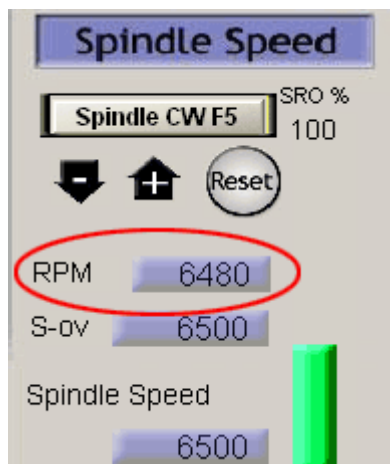 Spindle Speed
SRO %
Spindle CW F5
100
- + Reset
RPM 6480
S-ov 6500
Spindle Speed
6500